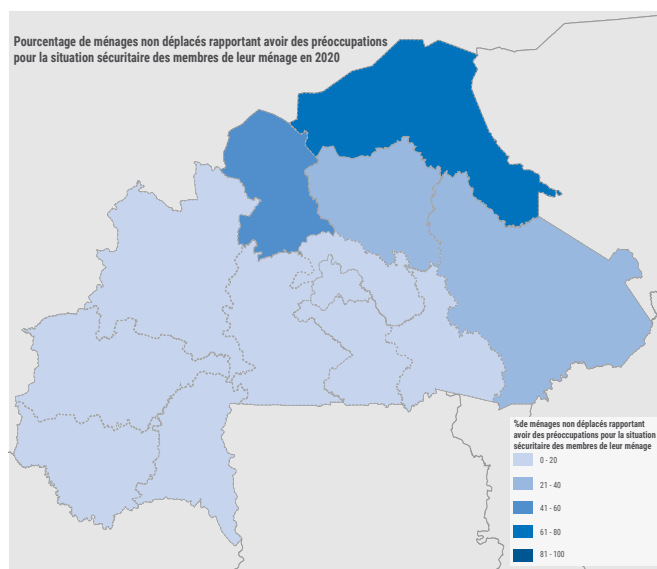 Pourcentage de ménages non déplacés rapportant avoir des préoccupations
pour la situation sécuritaire des membres de leur ménage en 2020
%de ménages non déplacés rapportant
avoir des préoccupations pour la situation
sécuritaire des membres de leur ménage
0 - 20
21 - 40
41 - 60
61 - 80
81 - 100